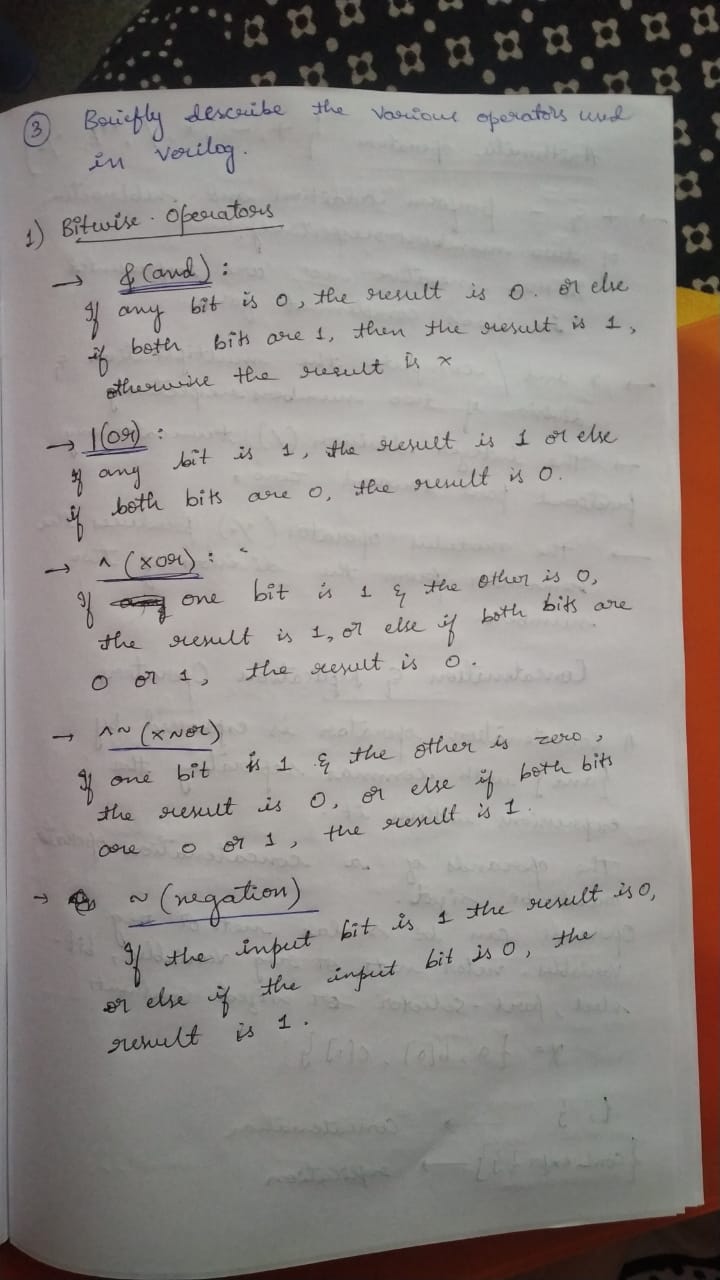 ③ Briefly describe the various operators used
in Verilog.
1) Bitwise Operators
→ & (and) :
If any bit is 0, the result is 0. or else
if both bits are 1, then the result is 1,
otherwise the result is x
→ | (or) :
If any bit is 1, the result is 1 or else
if both bits are 0, the result is 0.
→ ^ (xor) :
If one bit is 1 & the other is 0,
the result is 1, or else if both bits are
0 or 1, the result is 0.
→ ^~ (XNOR)
If one bit is 1 & the other is zero,
the result is 0, or else if both bits
are 0 or 1, the result is 1.
→ ~ (negation)
If the input bit is 1 the result is 0,
or else if the input bit is 0, the
result is 1.